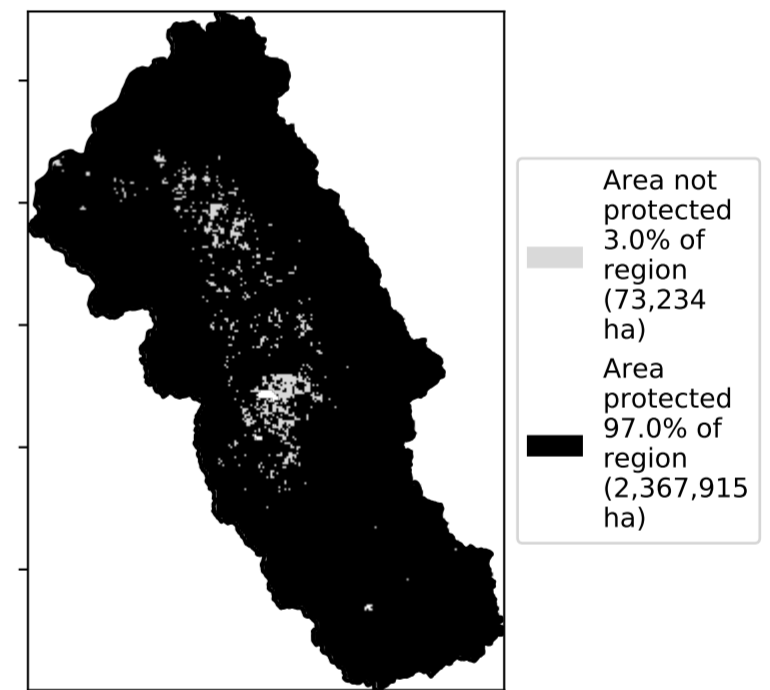 Area not
protected
3.0% of
region
(73,234
ha)
Area
protected
97.0% of
region
(2,367,915
ha)